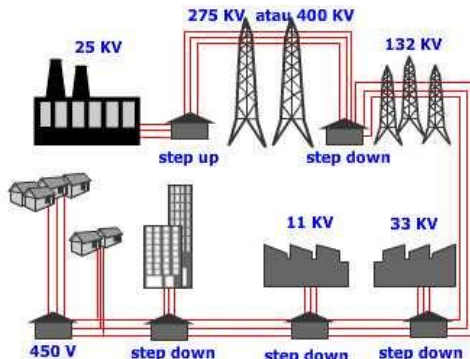 25 KV
275 KV atau 400 KV
132 KV
step up
step down
11 KV
33 KV
450 V
step down
step down
step down